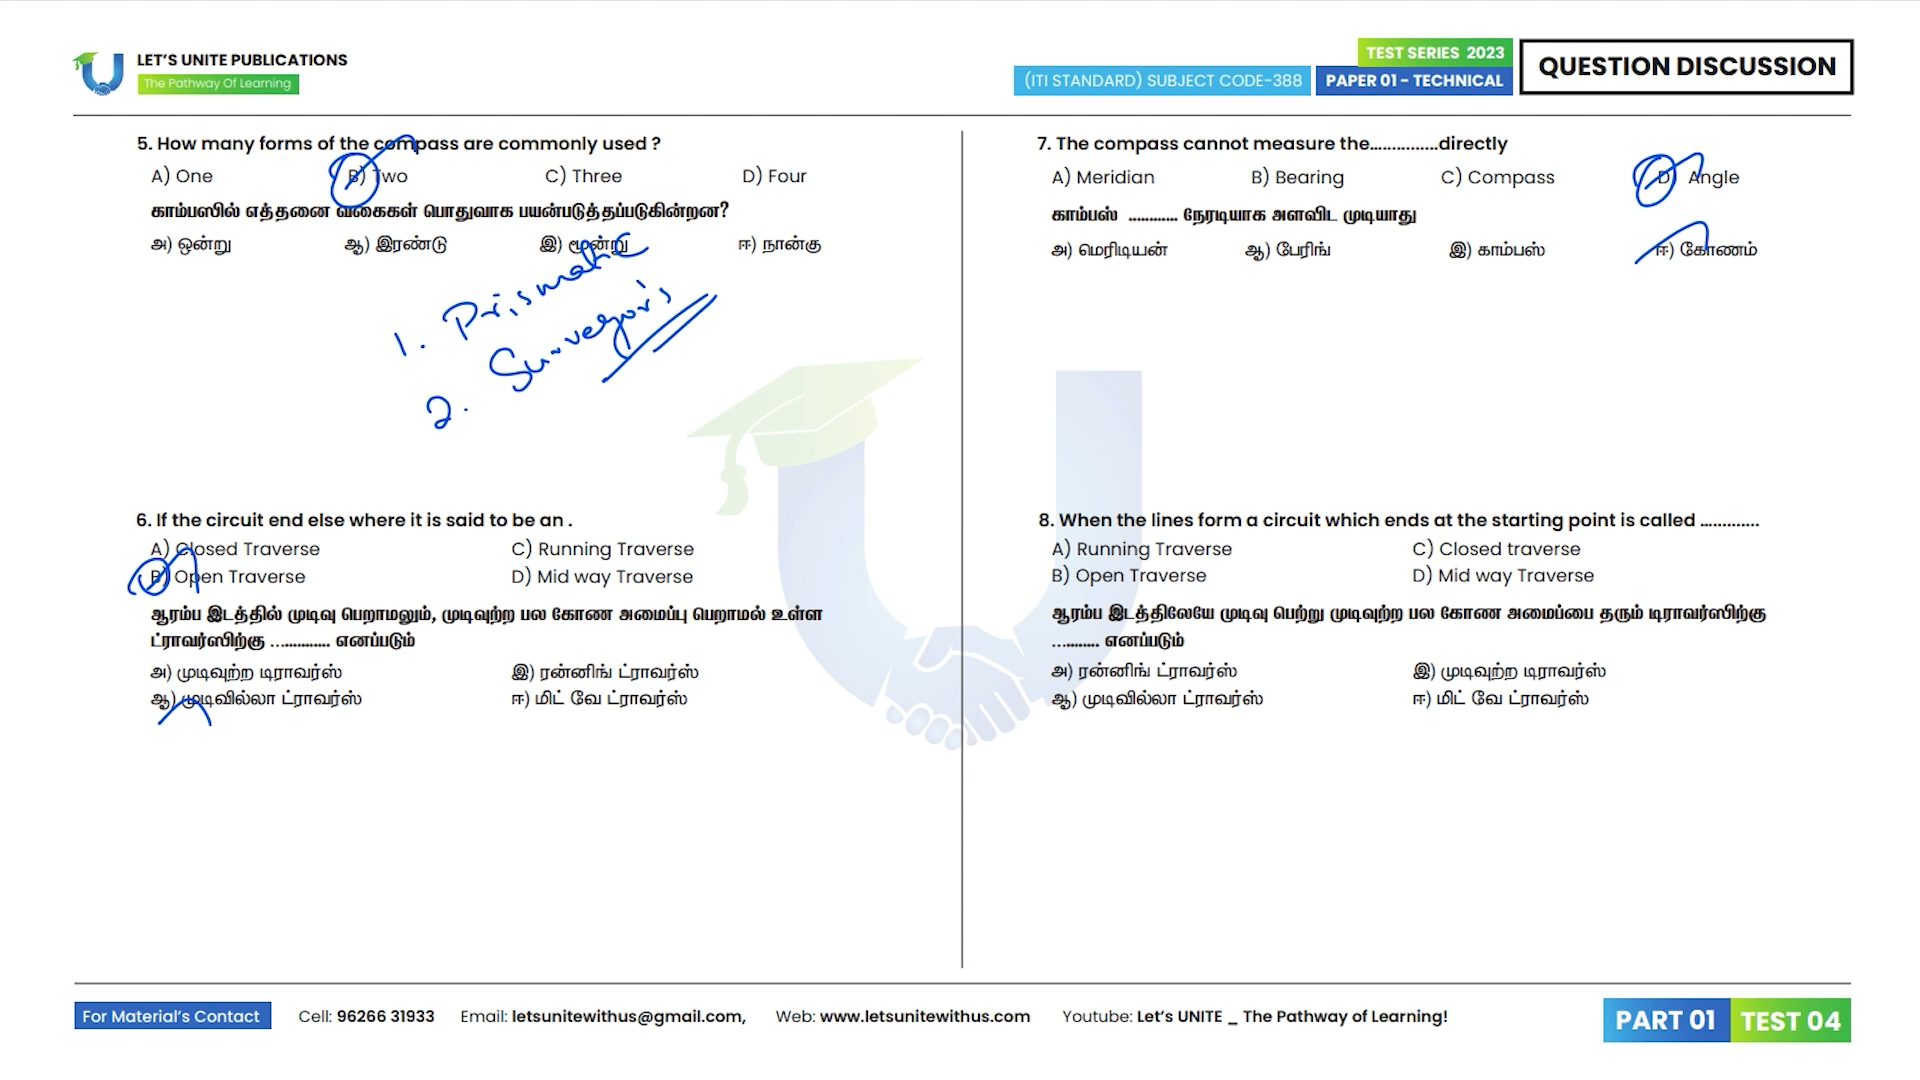 LET'S UNITE PUBLICATIONS
The Pathway Of Learning
TEST SERIES 2023
(ITI STANDARD) SUBJECT CODE-388
PAPER 01 - TECHNICAL
QUESTION DISCUSSION
5. How many forms of the compass are commonly used ?
A) One B) Two C) Three D) Four
காம்பஸில் எத்தனை வகைகள் பொதுவாக பயன்படுத்தப்படுகின்றன?
அ) ஒன்று ஆ) இரண்டு இ) மூன்று ஈ) நான்கு
1. Prismatic
2. Surveyor's
6. If the circuit end else where it is said to be an .
A) Closed Traverse C) Running Traverse
B) Open Traverse D) Mid way Traverse
ஆரம்ப இடத்தில் முடிவு பெறாமலும், முடிவுற்ற பல கோண அமைப்பு பெறாமல் உள்ள
ட்ராவர்ஸிற்கு ............... எனப்படும்
அ) முடிவுற்ற டிராவர்ஸ் இ) ரன்னிங் ட்ராவர்ஸ்
ஆ) முடிவில்லா ட்ராவர்ஸ் ஈ) மிட் வே ட்ராவர்ஸ்
7. The compass cannot measure the...............directly
A) Meridian B) Bearing C) Compass D) Angle
காம்பஸ் ............ நேரடியாக அளவிட முடியாது
அ) மெரிடியன் ஆ) பேரிங் இ) காம்பஸ் ஈ) கோணம்
8. When the lines form a circuit which ends at the starting point is called .............
A) Running Traverse C) Closed traverse
B) Open Traverse D) Mid way Traverse
ஆரம்ப இடத்திலேயே முடிவு பெற்று முடிவுற்ற பல கோண அமைப்பை தரும் டிராவர்ஸிற்கு
............ எனப்படும்
அ) ரன்னிங் ட்ராவர்ஸ் இ) முடிவுற்ற டிராவர்ஸ்
ஆ) முடிவில்லா ட்ராவர்ஸ் ஈ) மிட் வே ட்ராவர்ஸ்
For Material's Contact Cell: 96266 31933 Email: letsunitewithus@gmail.com, Web: www.letsunitewithus.com Youtube: Let's UNITE _ The Pathway of Learning!
PART 01 TEST 04